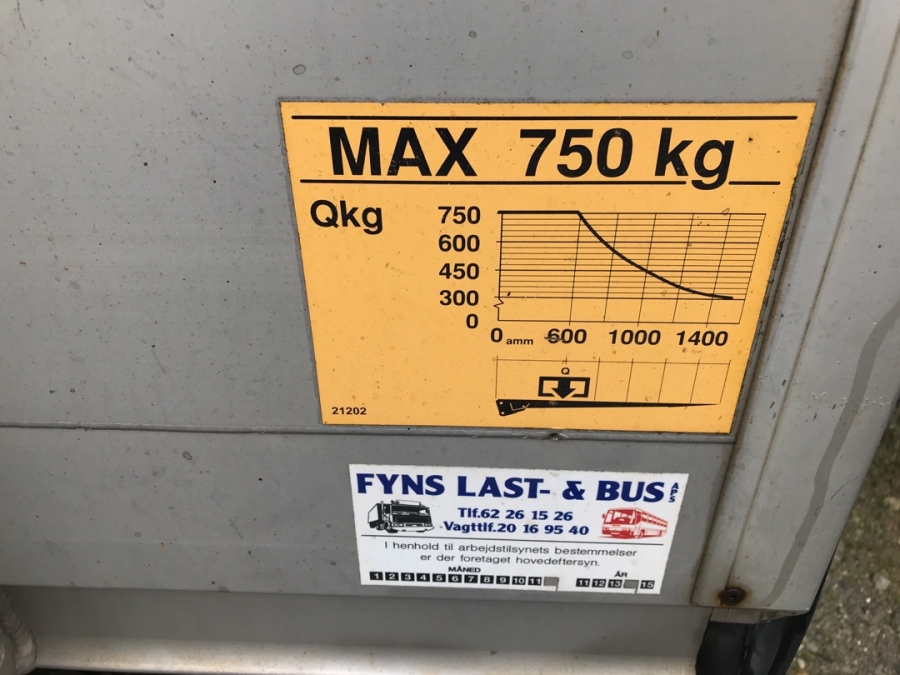 MAX 750 kg
Qkg
750
600
450
300
0
0 amm 600 1000 1400
Q
21202
FYNS LAST- & BUS APS
Tlf.62 26 15 26
Vagttlf.20 16 95 40
I henhold til arbejdstilsynets bestemmelser
er der foretaget hovedeftersyn.
MÅNED ÅR
1 2 3 4 5 6 7 8 9 10 11 11 12 13 15